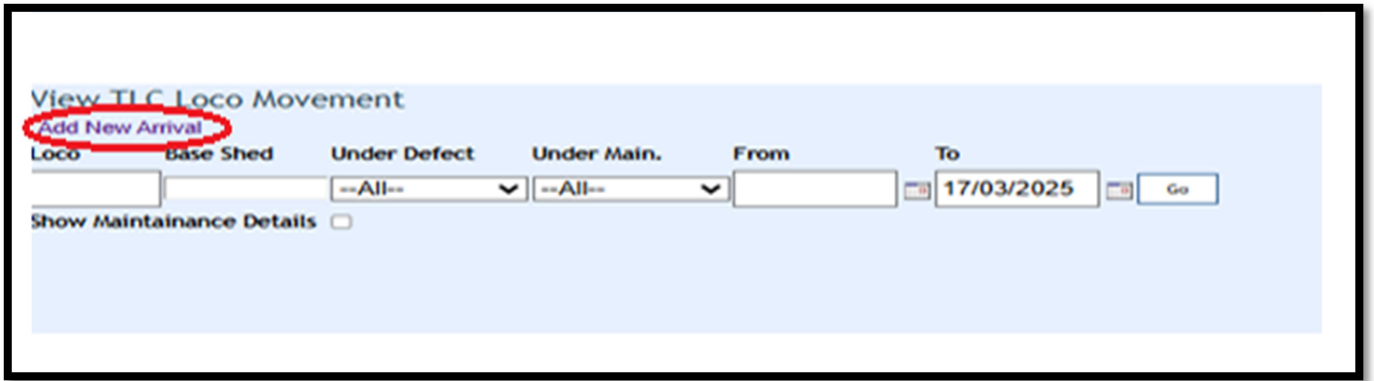 View TLC Loco Movement
Add New Arrival
Loco Base Shed Under Defect Under Main. From To
--All-- --All-- 17/03/2025 Go
Show Maintainance Details